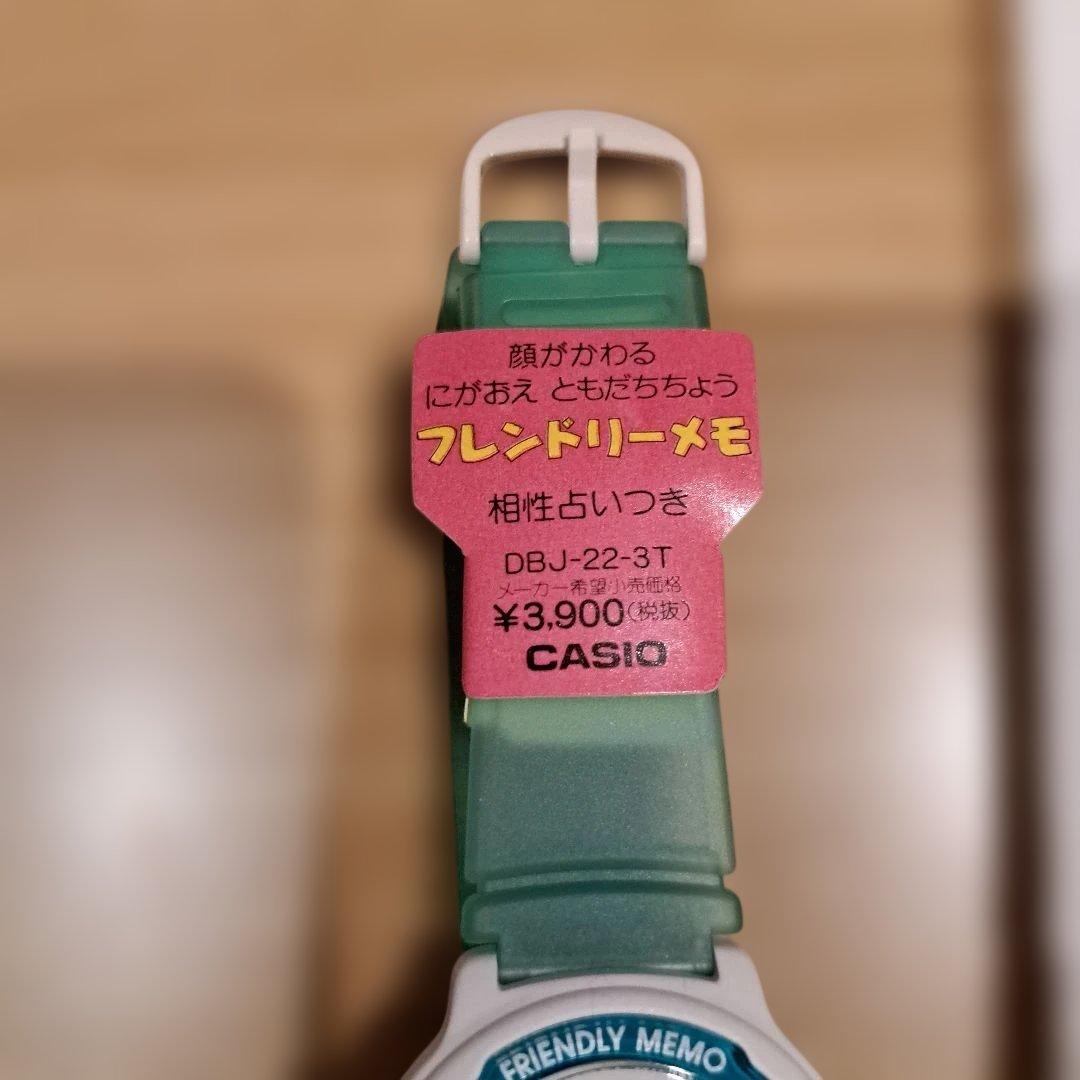 顔がかわる
にがおえ ともだちちょう
フレンドリーメモ
相性占いつき
DBJ-22-3T
メーカー希望小売価格
¥3,900(税抜)
CASIO
FRIENDLY MEMO